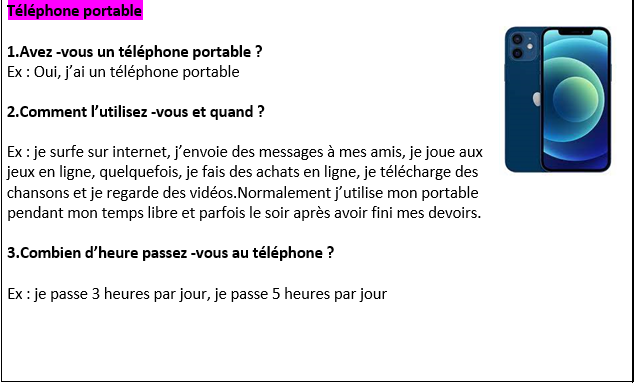 Téléphone portable
1.Avez -vous un téléphone portable ?
Ex : Oui, j’ai un téléphone portable
2.Comment l’utilisez -vous et quand ?
Ex : je surfe sur internet, j’envoie des messages à mes amis, je joue aux
jeux en ligne, quelquefois, je fais des achats en ligne, je télécharge des
chansons et je regarde des vidéos.Normalement j’utilise mon portable
pendant mon temps libre et parfois le soir après avoir fini mes devoirs.
3.Combien d’heure passez -vous au téléphone ?
Ex : je passe 3 heures par jour, je passe 5 heures par jour